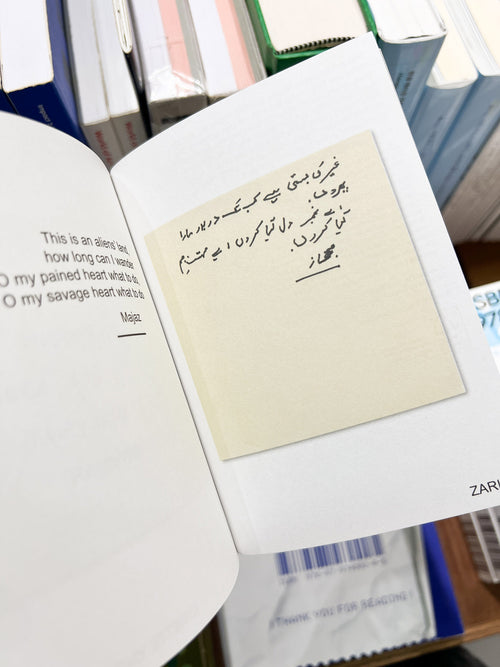 This is an aliens' land,
how long can I wander
O my pained heart what to do,
O my savage heart what to do
Majaz
غیر کی بستی ہے کب تک در بدر مارا
پھروں!
اے غمِ دل کیا کروں اے وحشتِ
کیا کروں!
مجاز
ZARI
THANK YOU FOR READING!